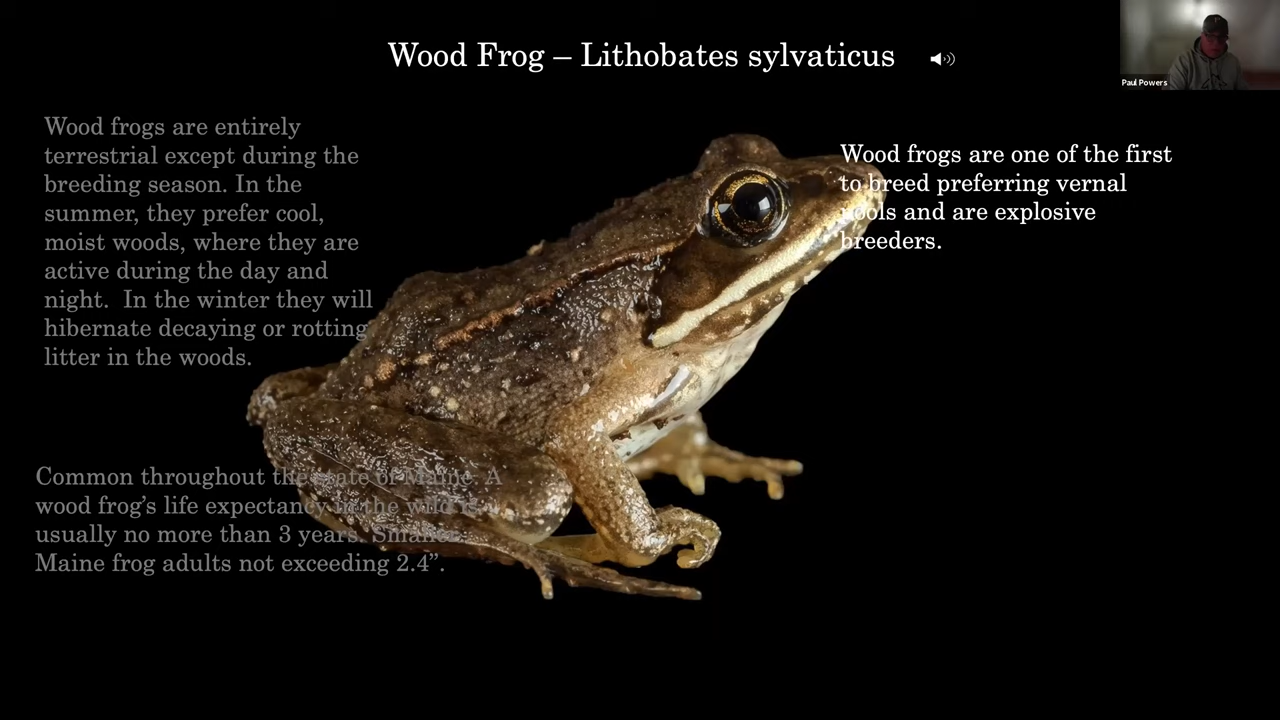 Wood Frog – Lithobates sylvaticus
Paul Powers
Wood frogs are entirely
terrestrial except during the
breeding season. In the
summer, they prefer cool,
moist woods, where they are
active during the day and
night.  In the winter they will
hibernate decaying or rotting
litter in the woods.
Wood frogs are one of the first
to breed preferring vernal
pools and are explosive
breeders.
Common throughout the state of Maine. A
wood frog’s life expectancy in the wild is
usually no more than 3 years. Smaller
Maine frog adults not exceeding 2.4”.